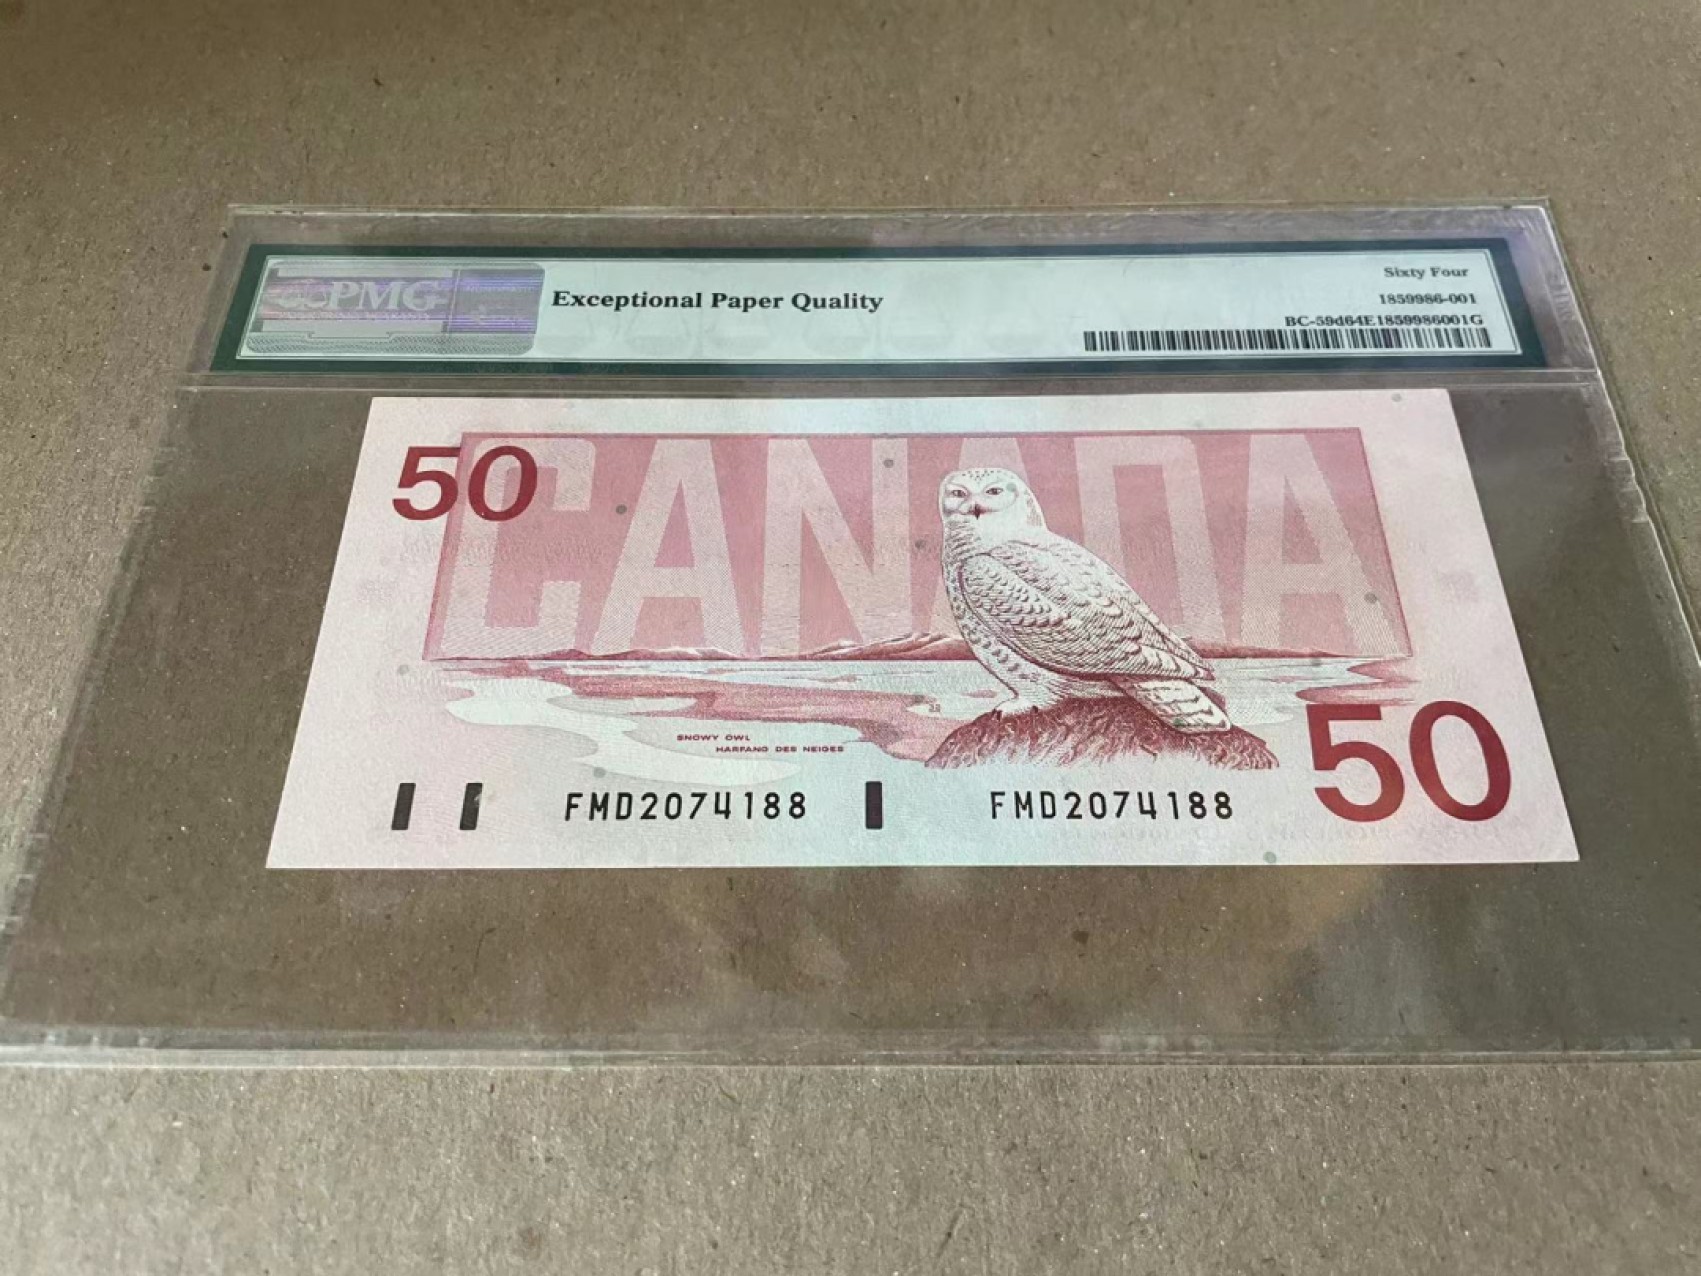 PMG
Exceptional Paper Quality
Sixty Four
1859986-001
BC-59d64E1859986001G
50
CANADA
SNOWY OWL
HARFANG DES NEIGES
50
FMD2074188
FMD2074188